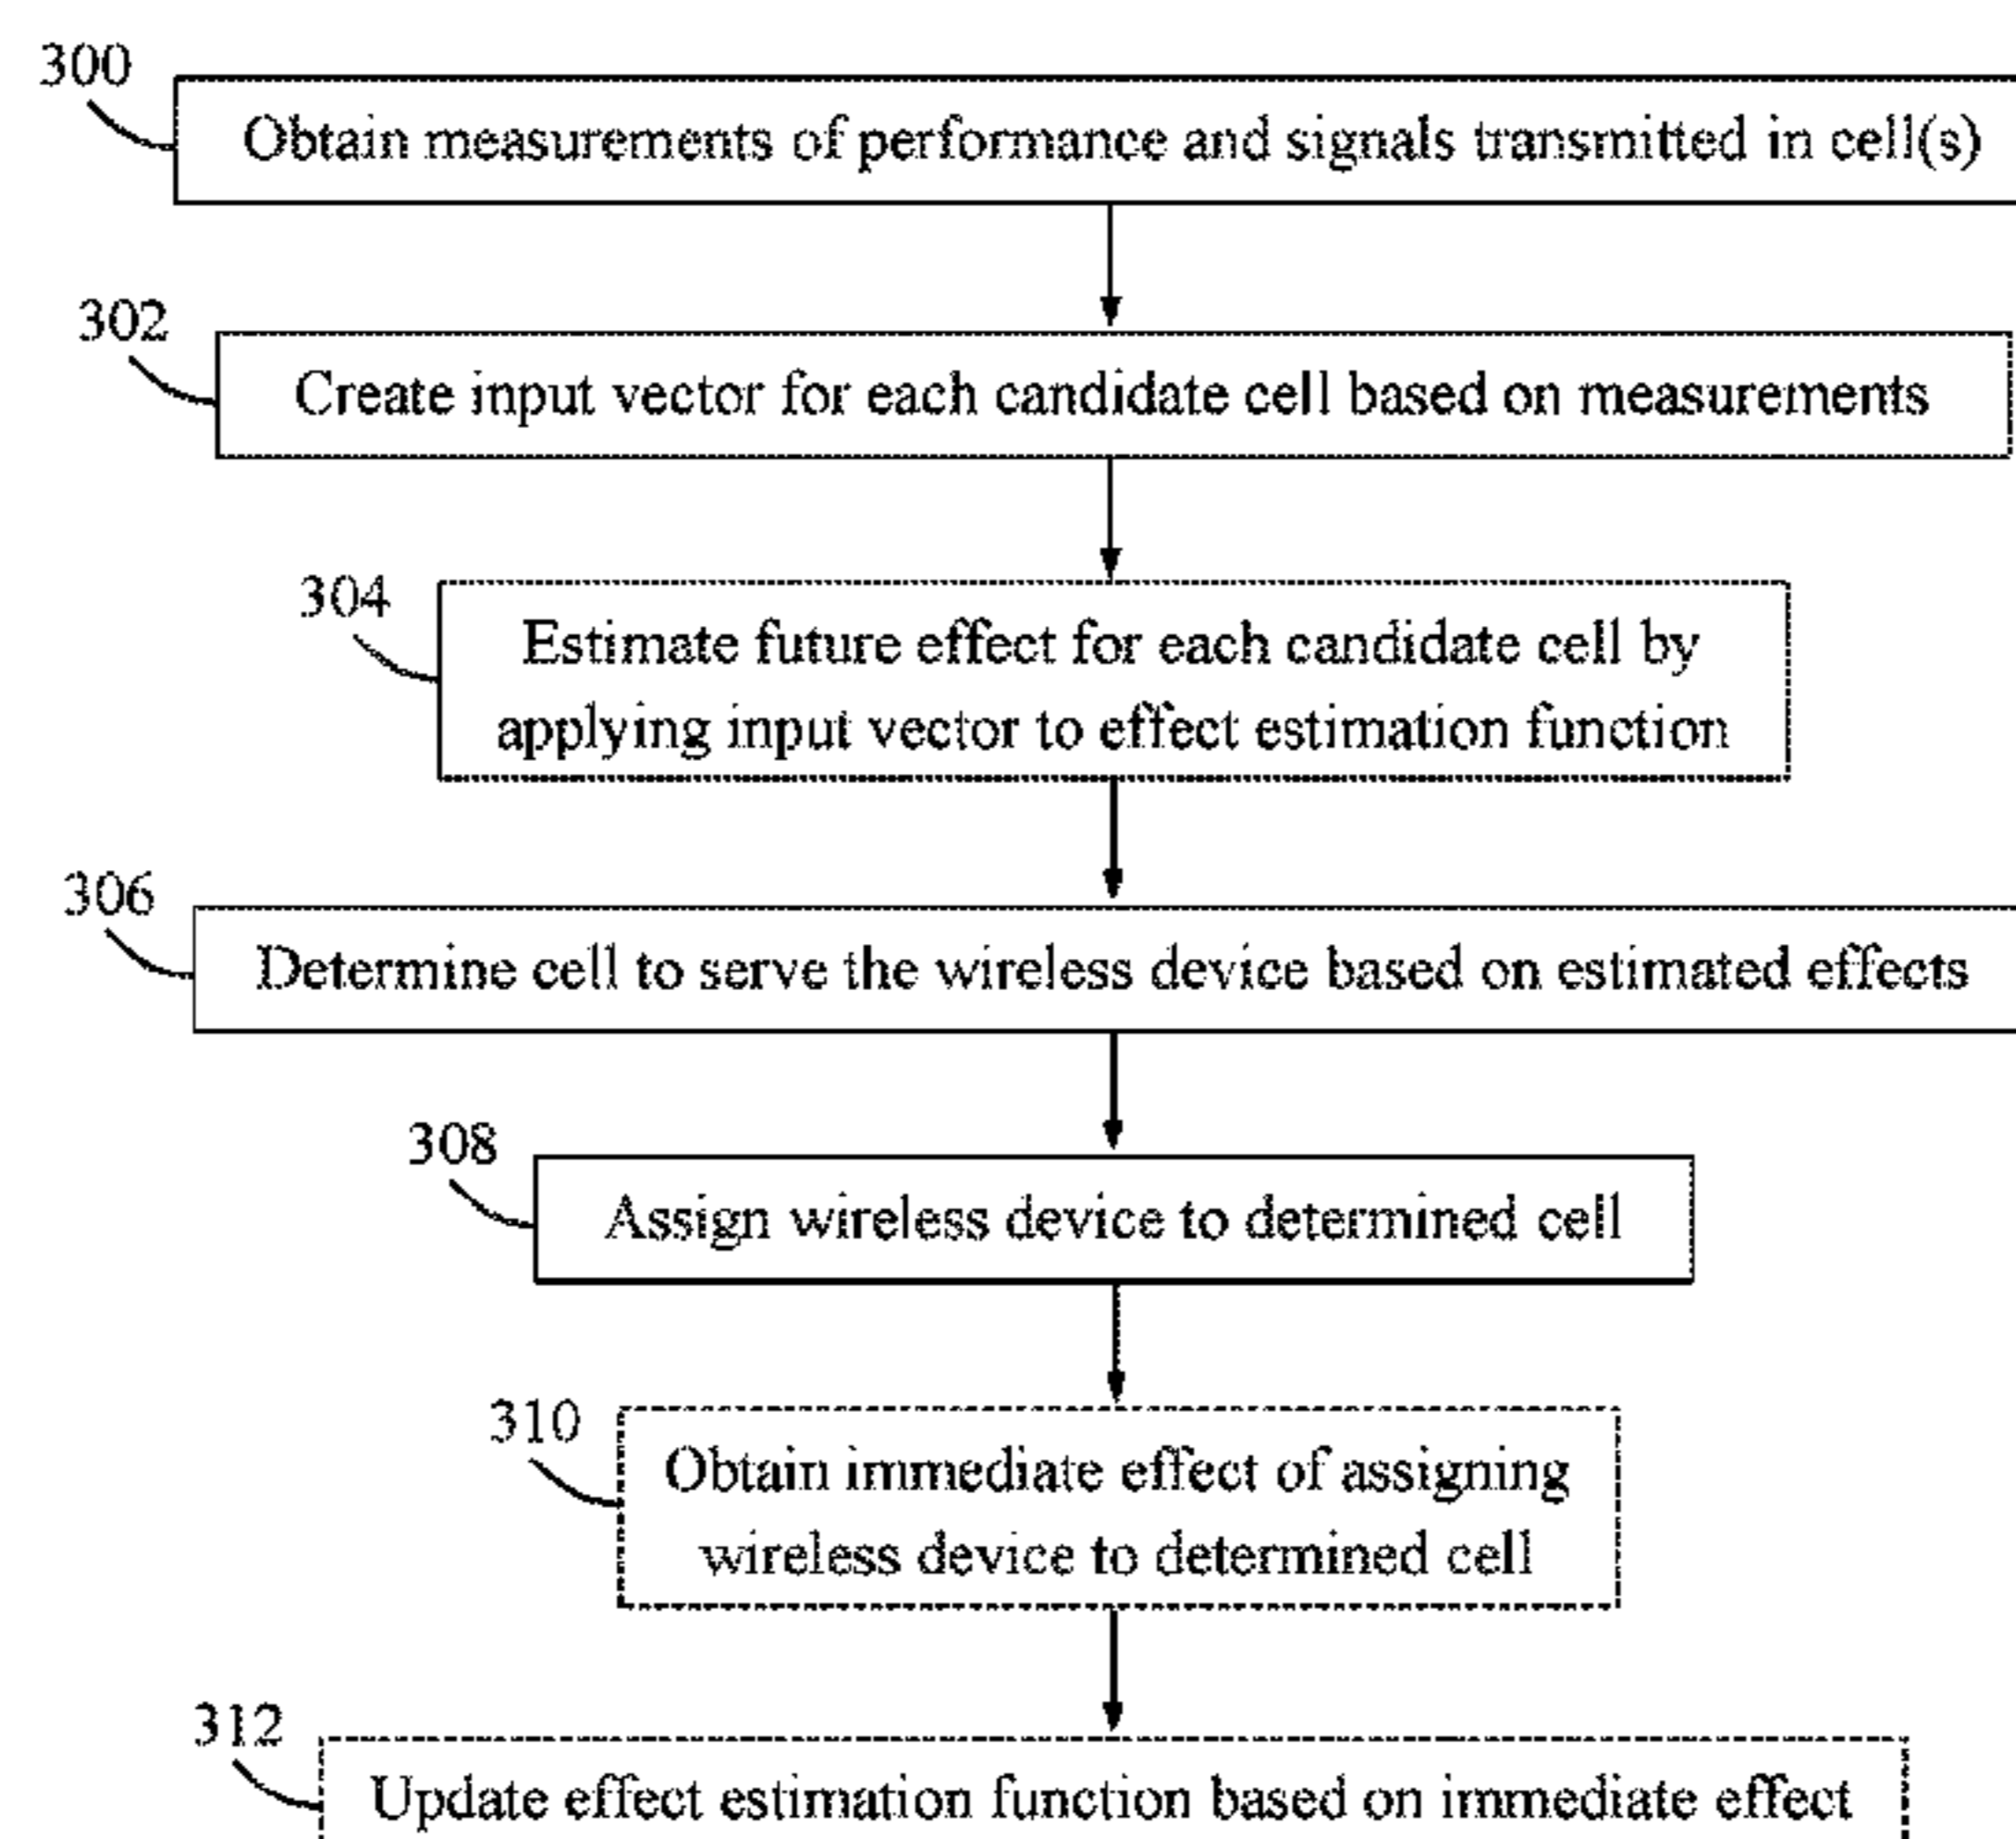 300
Obtain measurements of performance and signals transmitted in cell(s)
302
Create input vector for each candidate cell based on measurements
304
Estimate future effect for each candidate cell by
applying input vector to effect estimation function
306
Determine cell to serve the wireless device based on estimated effects
308
Assign wireless device to determined cell
310
Obtain immediate effect of assigning
wireless device to determined cell
312
Update effect estimation function based on immediate effect